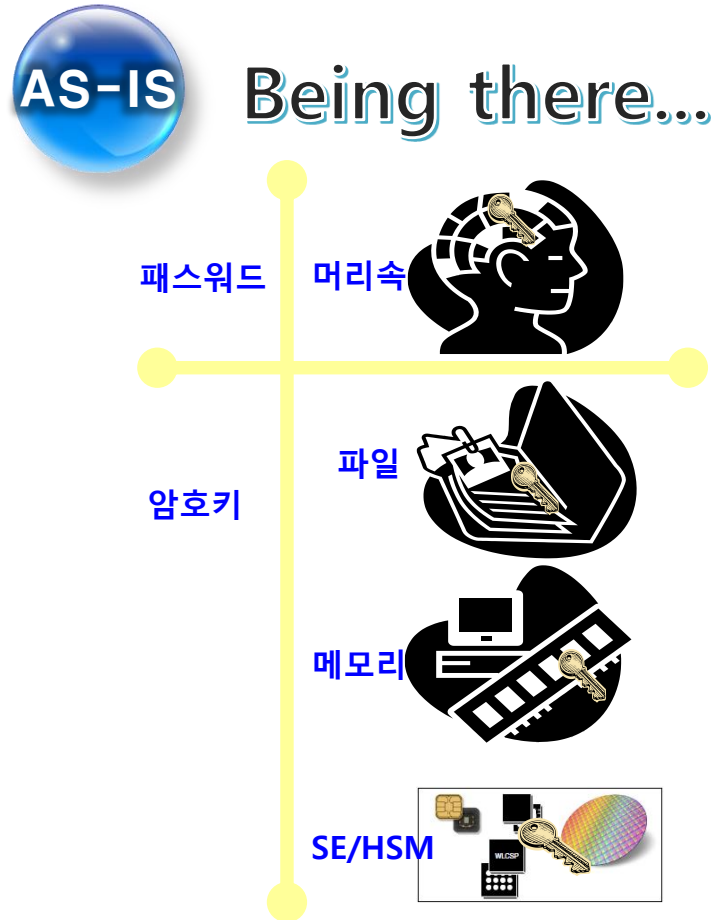 AS-IS
Being there...
패스워드
머리속
파일
암호키
메모리
SE/HSM
WLCSP